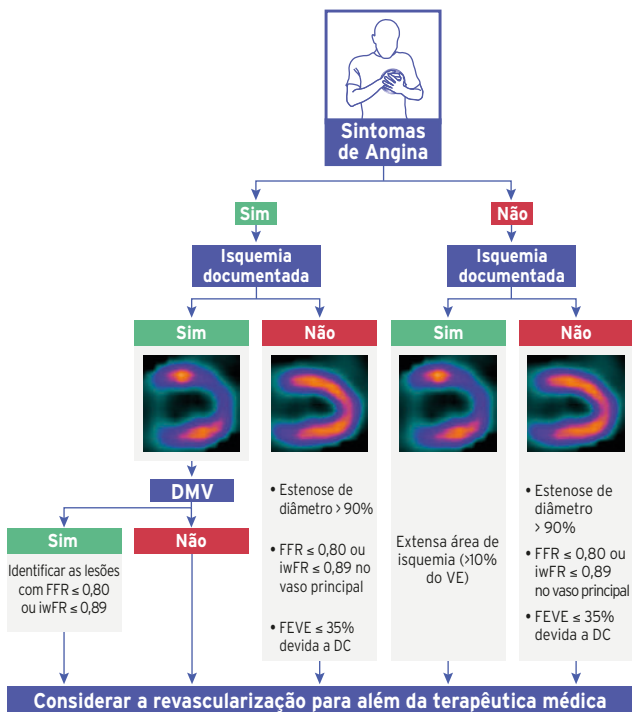 Sintomas
de Angina
Sim
Não
Isquemia
documentada
Isquemia
documentada
Sim
Não
Sim
Não
DMV
Sim
Não
Identificar as lesões
com FFR ≤ 0,80
ou iwFR ≤ 0,89
• Estenose de
diâmetro > 90%
• FFR ≤ 0,80 ou
iwFR ≤ 0,89 no
vaso principal
• FEVE ≤ 35%
devida a DC
Extensa área de
isquemia (>10%
do VE)
• Estenose de
diâmetro
> 90%
• FFR ≤ 0,80 ou
iwFR ≤ 0,89
no vaso principal
• FEVE ≤ 35%
devida a DC
Considerar a revascularização para além da terapêutica médica